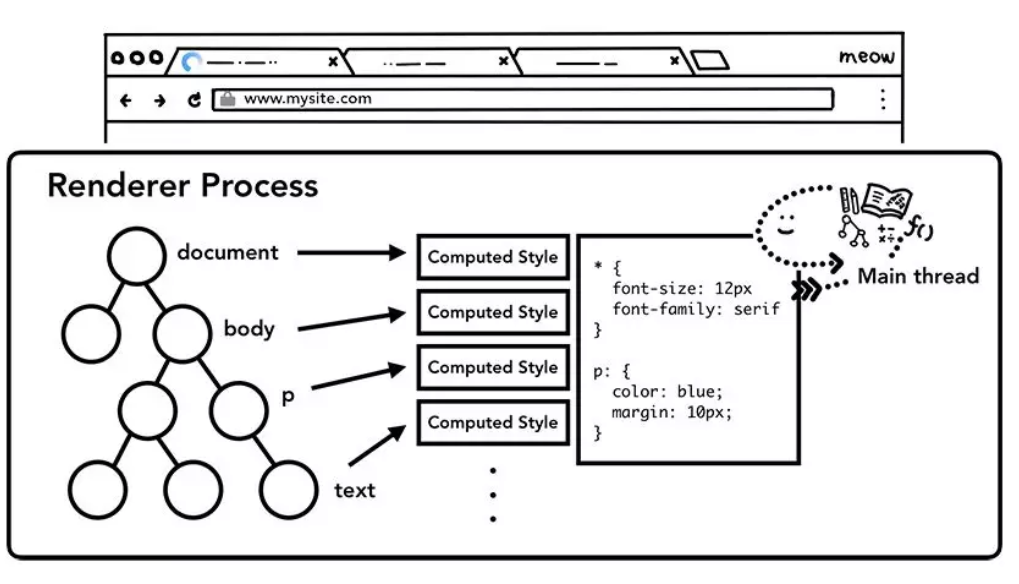 meow
www.mysite.com
Renderer Process
document
body
p
text
Computed Style
Computed Style
Computed Style
Computed Style
* {
font-size: 12px
font-family: serif
}
p: {
color: blue;
margin: 10px;
}
f()
Main thread